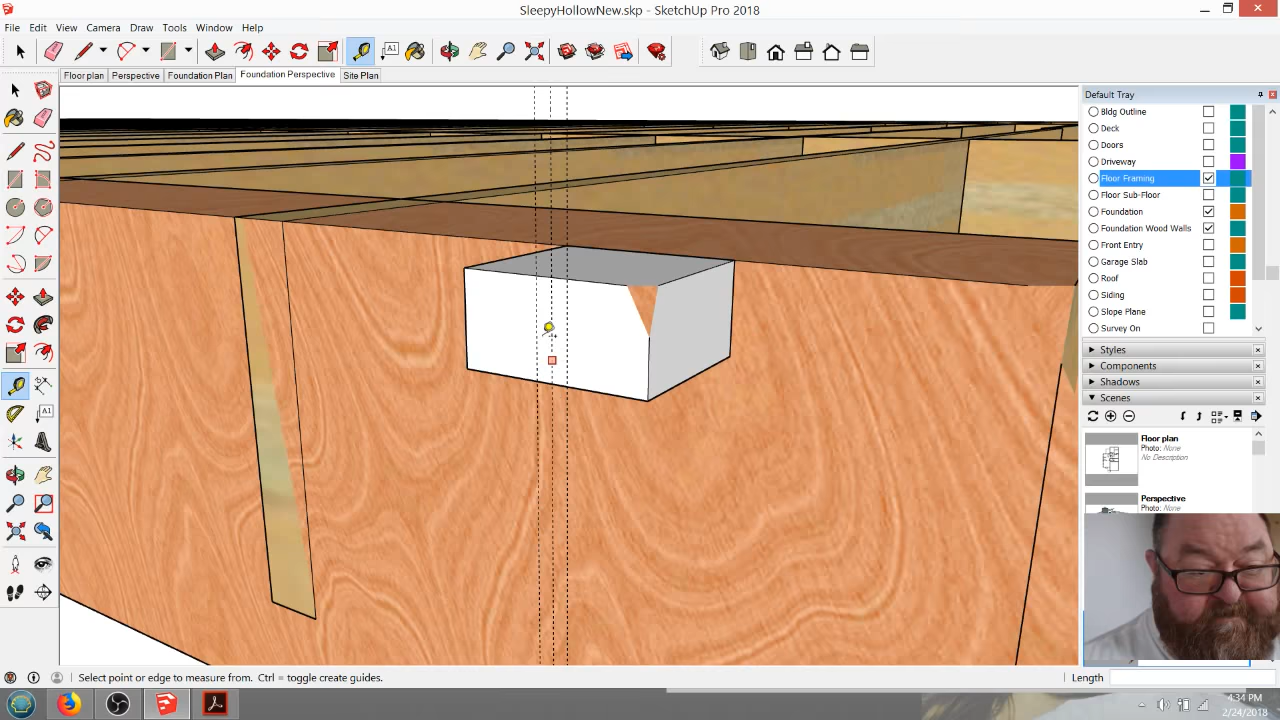 SleepyHollowNew.skp - SketchUp Pro 2018
File Edit View Camera Draw Tools Window Help
A1
Floor plan Perspective Foundation Plan Foundation Perspective Site Plan
Default Tray
Bldg Outline
Deck
Doors
Driveway
Floor Framing
Floor Sub-Floor
Foundation
Foundation Wood Walls
Front Entry
Garage Slab
Roof
Siding
Slope Plane
Survey On
Styles
Components
Shadows
Scenes
A1
Floor plan
Photo: None
No Description
Perspective
Photo: None
Select point or edge to measure from. Ctrl = toggle create guides.
Length
4:34 PM
2/24/2018